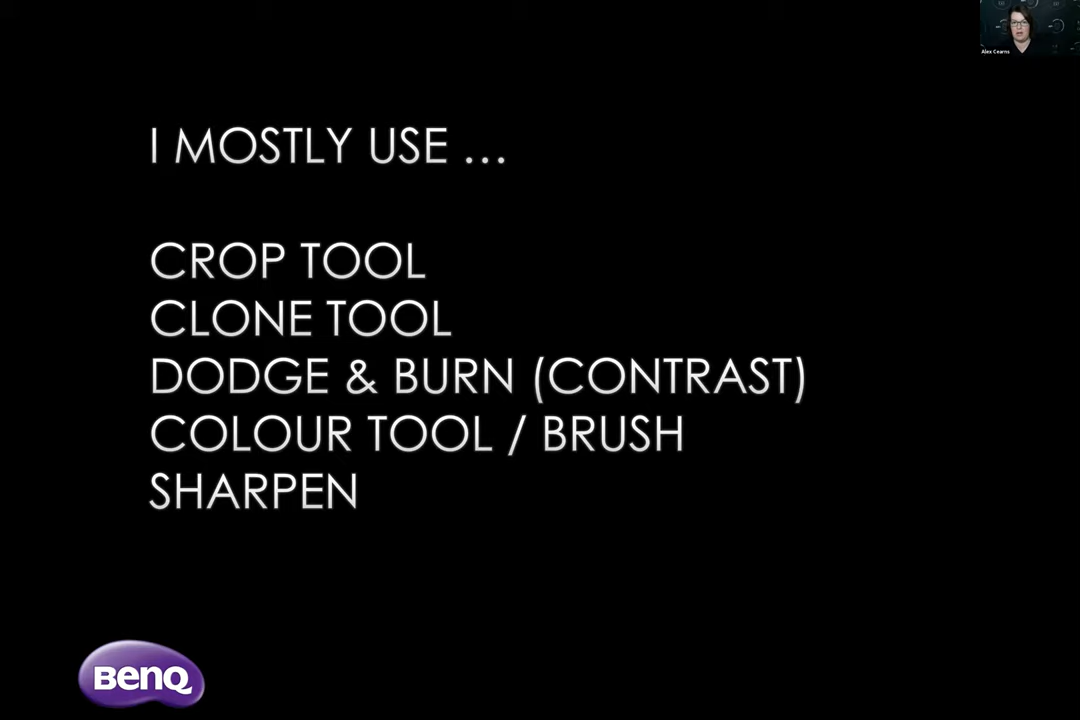 Alex Cearns
I MOSTLY USE ...
CROP TOOL
CLONE TOOL
DODGE & BURN (CONTRAST)
COLOUR TOOL / BRUSH
SHARPEN
BenQ